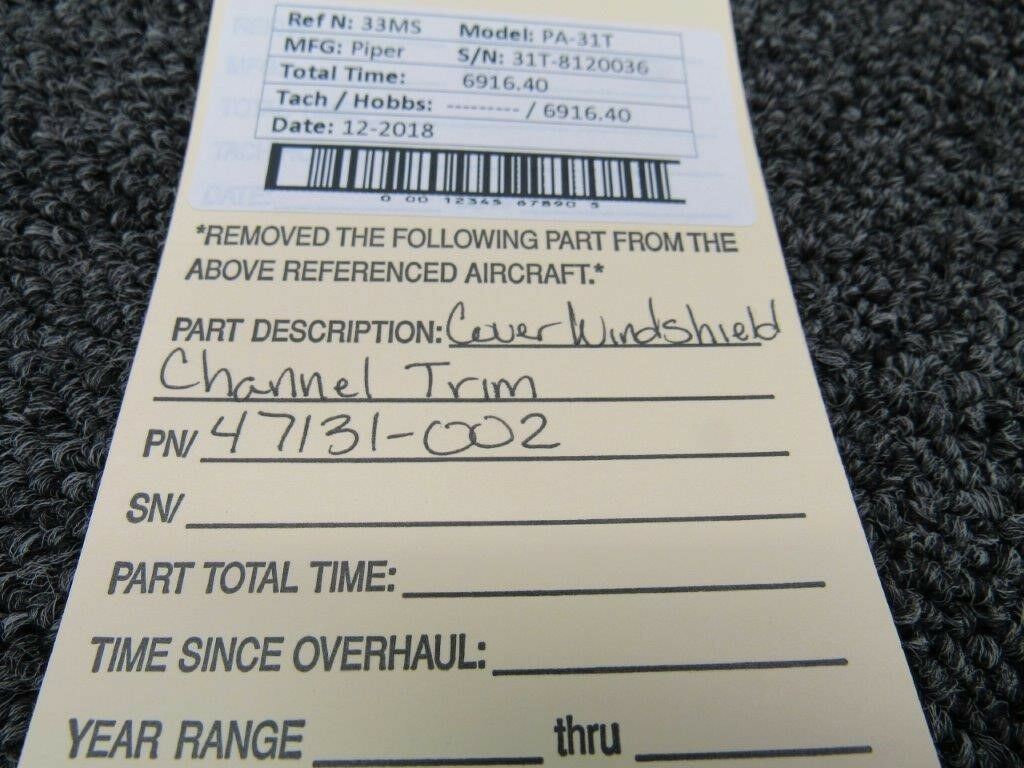 Ref N: 33MS Model: PA-31T
MFG: Piper S/N: 31T-8120036
Total Time: 6916.40
Tach / Hobbs: --------- / 6916.40
Date: 12-2018
0 00 12345 67890 5
*REMOVED THE FOLLOWING PART FROM THE
ABOVE REFERENCED AIRCRAFT.*
PART DESCRIPTION: Cover Windshield
Channel Trim
PN/ 47131-002
SN/
PART TOTAL TIME:
TIME SINCE OVERHAUL:
YEAR RANGE thru